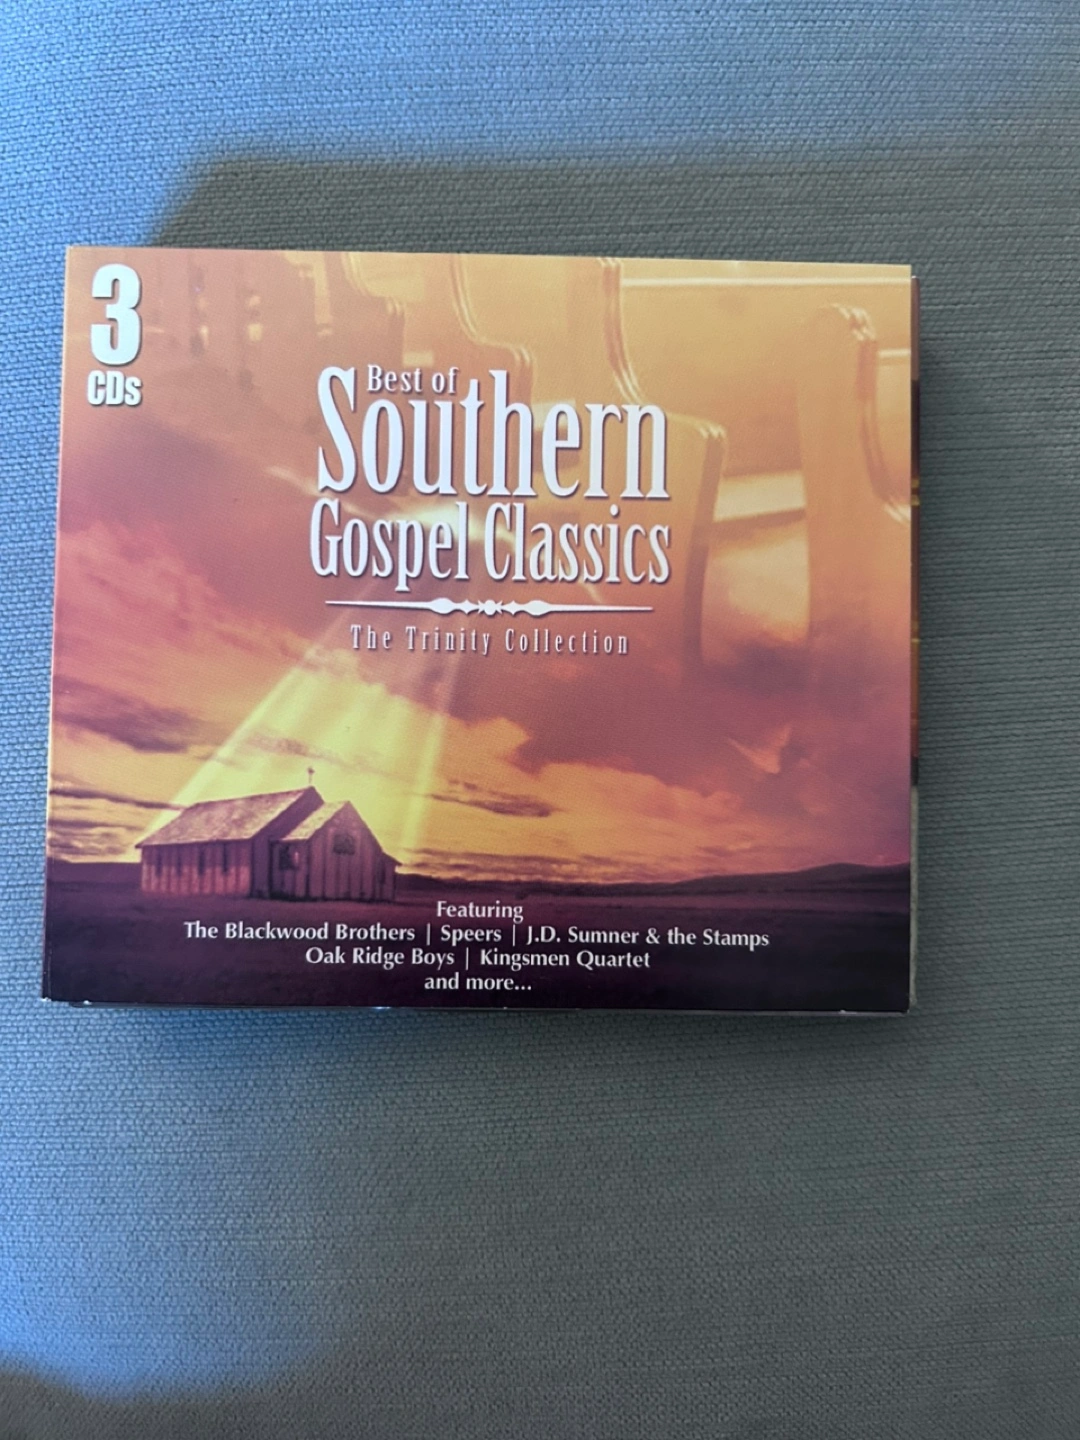 3
CDs
Best of
Southern
Gospel Classics
The Trinity Collection
Featuring
The Blackwood Brothers | Speers | J.D. Sumner & the Stamps
Oak Ridge Boys | Kingsmen Quartet
and more...